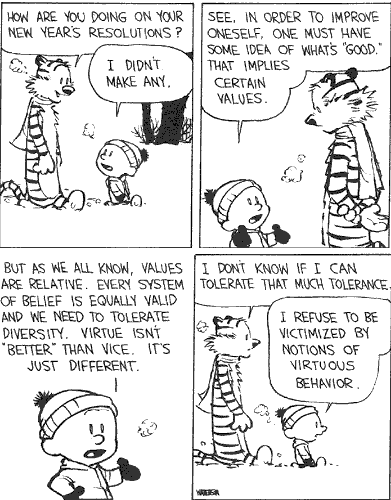 HOW ARE YOU DOING ON YOUR
NEW YEAR'S RESOLUTIONS?
I DIDN'T
MAKE ANY.
SEE, IN ORDER TO IMPROVE
ONESELF, ONE MUST HAVE
SOME IDEA OF WHAT'S "GOOD."
THAT IMPLIES
CERTAIN
VALUES.
BUT AS WE ALL KNOW, VALUES
ARE RELATIVE. EVERY SYSTEM
OF BELIEF IS EQUALLY VALID
AND WE NEED TO TOLERATE
DIVERSITY. VIRTUE ISN'T
"BETTER" THAN VICE. IT'S
JUST DIFFERENT.
I DON'T KNOW IF I CAN
TOLERATE THAT MUCH TOLERANCE.
I REFUSE TO BE
VICTIMIZED BY
NOTIONS OF
VIRTUOUS
BEHAVIOR.
WATTERSON